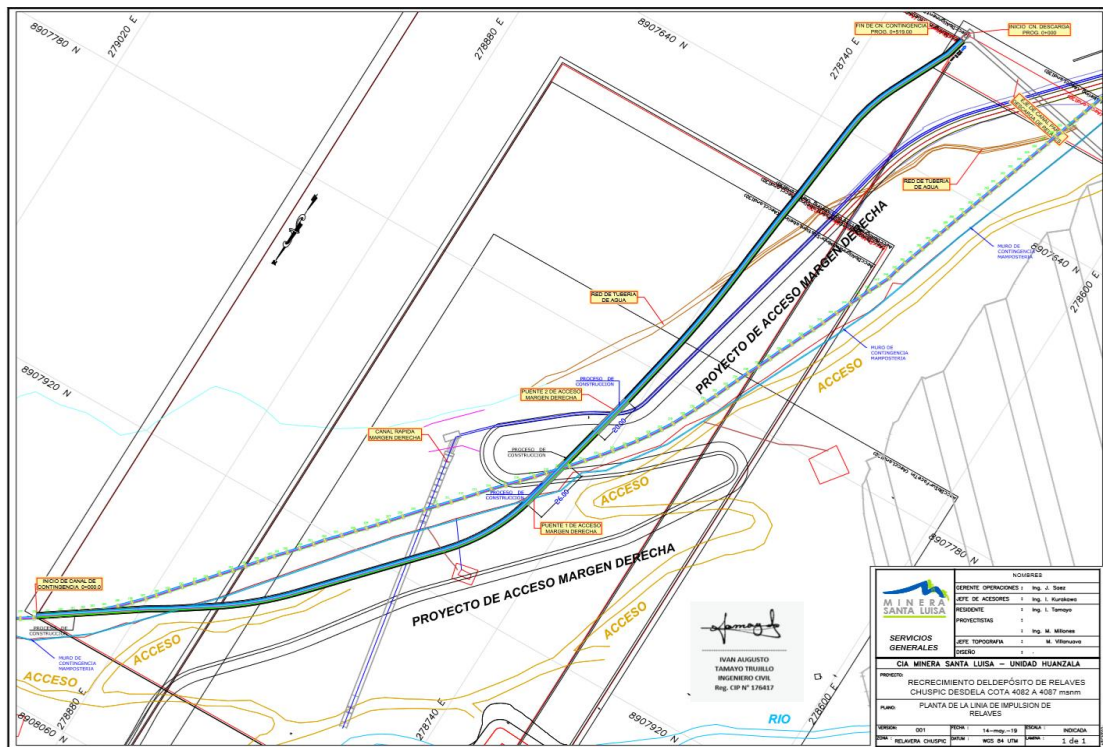 8907780 N
279020 E
278880 E
8907640 N
278740 E
FIN DE CN. CONTINGENCIA
PROG. 0+519.00
INICIO CN. DESCARGA
PROG. 0+000
RED DE TUBERIA
DE AGUA
MURO DE
CONTINGENCIA
MAMPOSTERIA
8907640 N
278600 E
RED DE TUBERIA
DE AGUA
PROYECTO DE ACCESO MARGEN DERECHA
MURO DE
CONTINGENCIA
MAMPOSTERIA
ACCESO
8907920 N
PROCESO DE
CONSTRUCCION
PUENTE 2 DE ACCESO
MARGEN DERECHA
20.00
CANAL RAPIDA
MARGEN DERECHA
PROCESO DE
CONSTRUCCION
PROCESO DE
CONSTRUCCION
26.00
ACCESO
PUENTE 1 DE ACCESO
MARGEN DERECHA
8907780 N
PROYECTO DE ACCESO MARGEN DERECHA
INICIO DE CANAL DE
CONTINGENCIA 0+000.0
PROCESO DE
CONSTRUCCION
MURO DE
CONTINGENCIA
MAMPOSTERIA
ACCESO
ACCESO
ACCESO
8908060 N
278880 E
278740 E
8907920 N
278600 E
RIO
IVAN AUGUSTO
TAMAYO TRUJILLO
INGENIERO CIVIL
Reg. CIP N° 176417
MINERA
SANTA LUISA
SERVICIOS
GENERALES
NOMBRES
GERENTE OPERACIONES : Ing. J. Saez
JEFE DE ACESORES : Ing. I. Kurokawa
RESIDENTE : Ing. I. Tamayo
PROYECTISTAS :
: Ing. M. Millones
JEFE TOPOGRAFIA : M. Villanueva
DISEÑO : .
CIA MINERA SANTA LUISA – UNIDAD HUANZALA
PROYECTO:
RECRECIMIENTO DELDEPÓSITO DE RELAVES
CHUSPIC DESDELA COTA 4082 A 4087 msnm
PLANO:
PLANTA DE LA LINIA DE IMPULSION DE
RELAVES
VERSION: 001
FECHA : 14-may.-19
ESCALA : INDICADA
ZONA : RELAVERA CHUSPIC
DATUM : WGS 84 UTM
LAMINA : 1 de 1